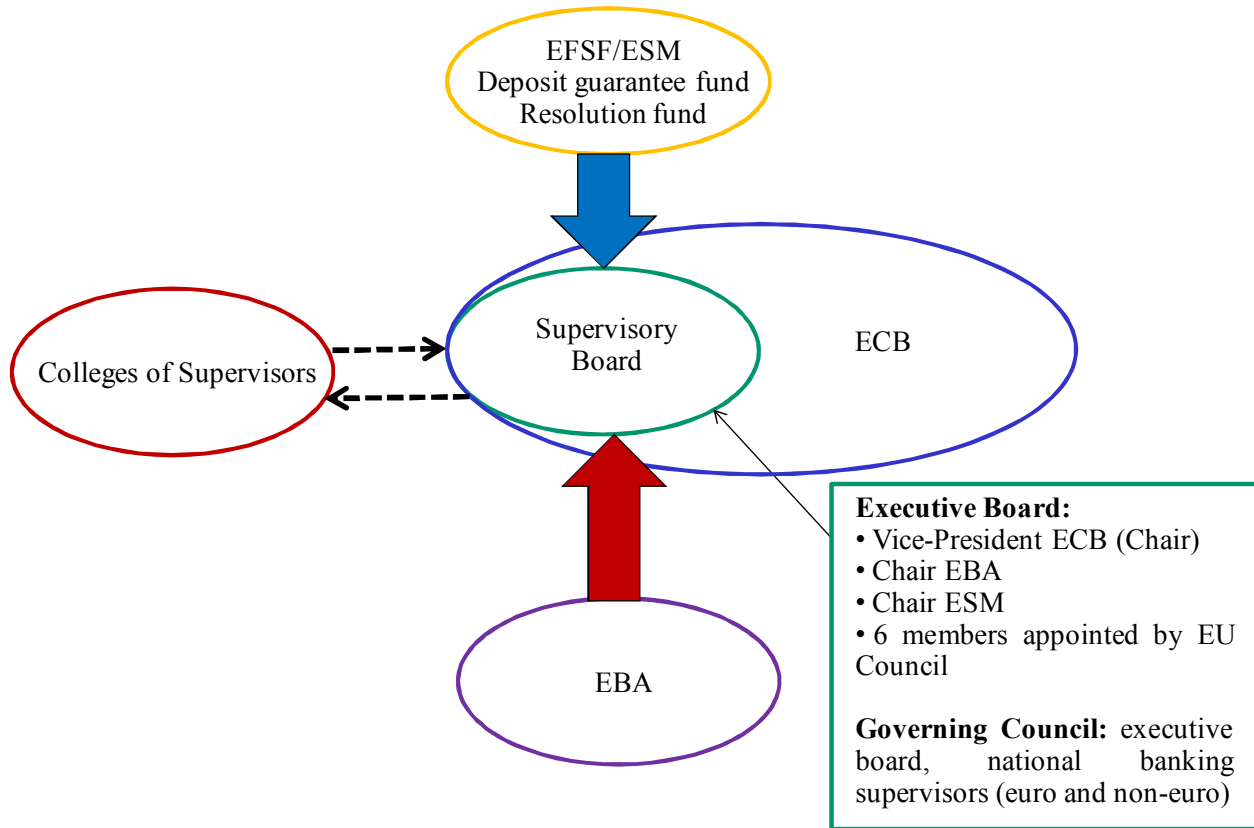 EFSF/ESM
Deposit guarantee fund
Resolution fund
Supervisory
Board
ECB
Colleges of Supervisors
EBA
Executive Board:
• Vice-President ECB (Chair)
• Chair EBA
• Chair ESM
• 6 members appointed by EU
Council
Governing Council: executive
board, national banking
supervisors (euro and non-euro)